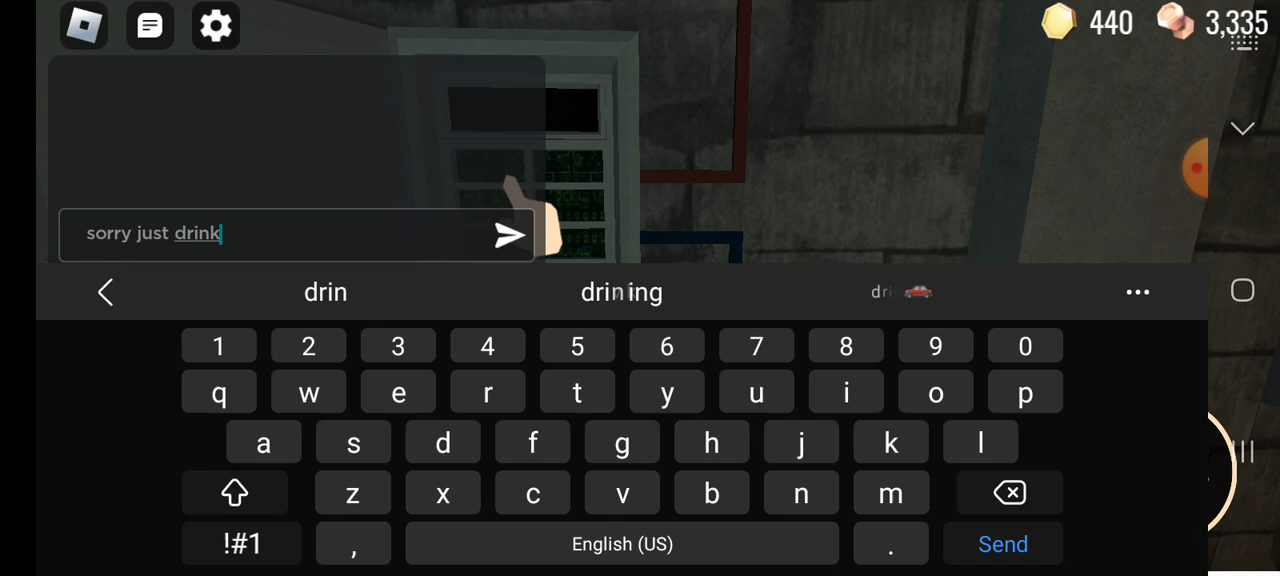 440 3,335
sorry just drink
drin driving dri
1 2 3 4 5 6 7 8 9 0
q w e r t y u i o p
a s d f g h j k l
z x c v b n m
!#1 , English (US) . Send